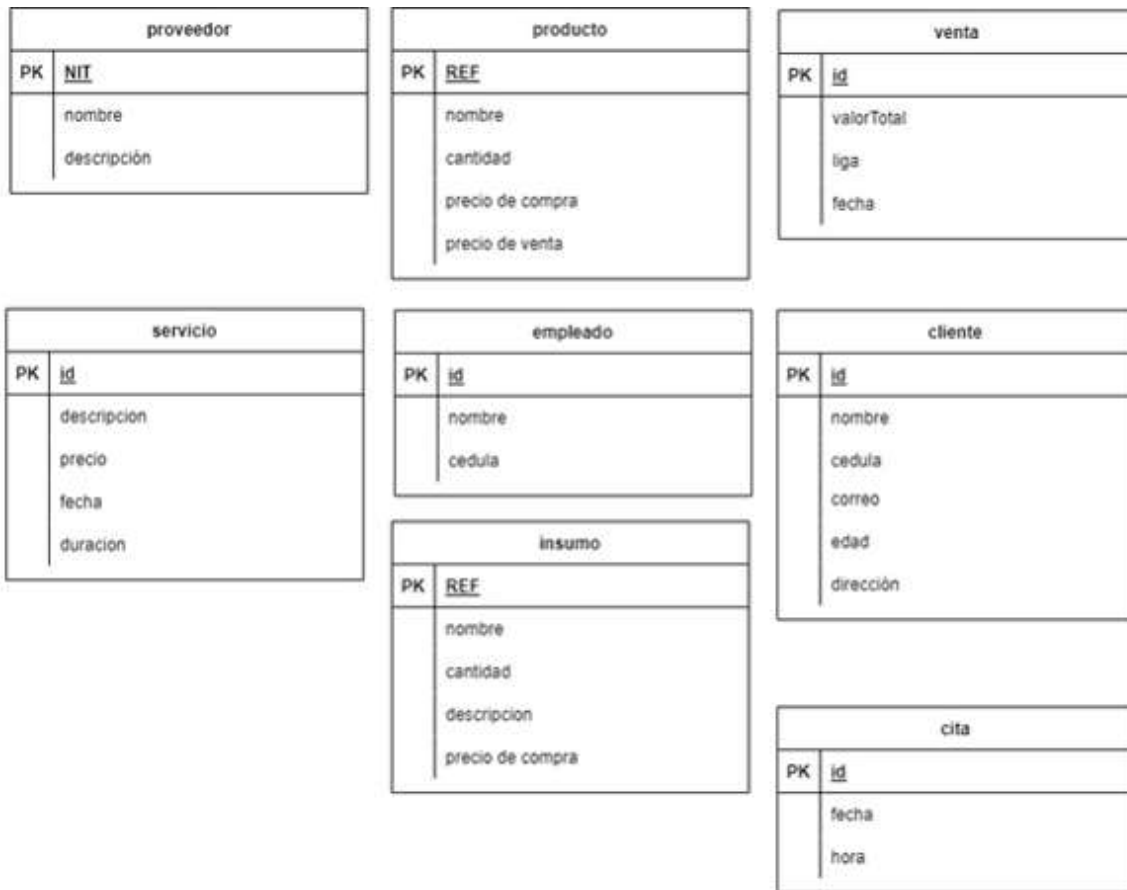 proveedor
PK NIT
nombre
descripción
producto
PK REF
nombre
cantidad
precio de compra
precio de venta
venta
PK id
valorTotal
liga
fecha
servicio
PK id
descripcion
precio
fecha
duracion
empleado
PK id
nombre
cedula
cliente
PK id
nombre
cedula
correo
edad
dirección
insumo
PK REF
nombre
cantidad
descripcion
precio de compra
cita
PK id
fecha
hora